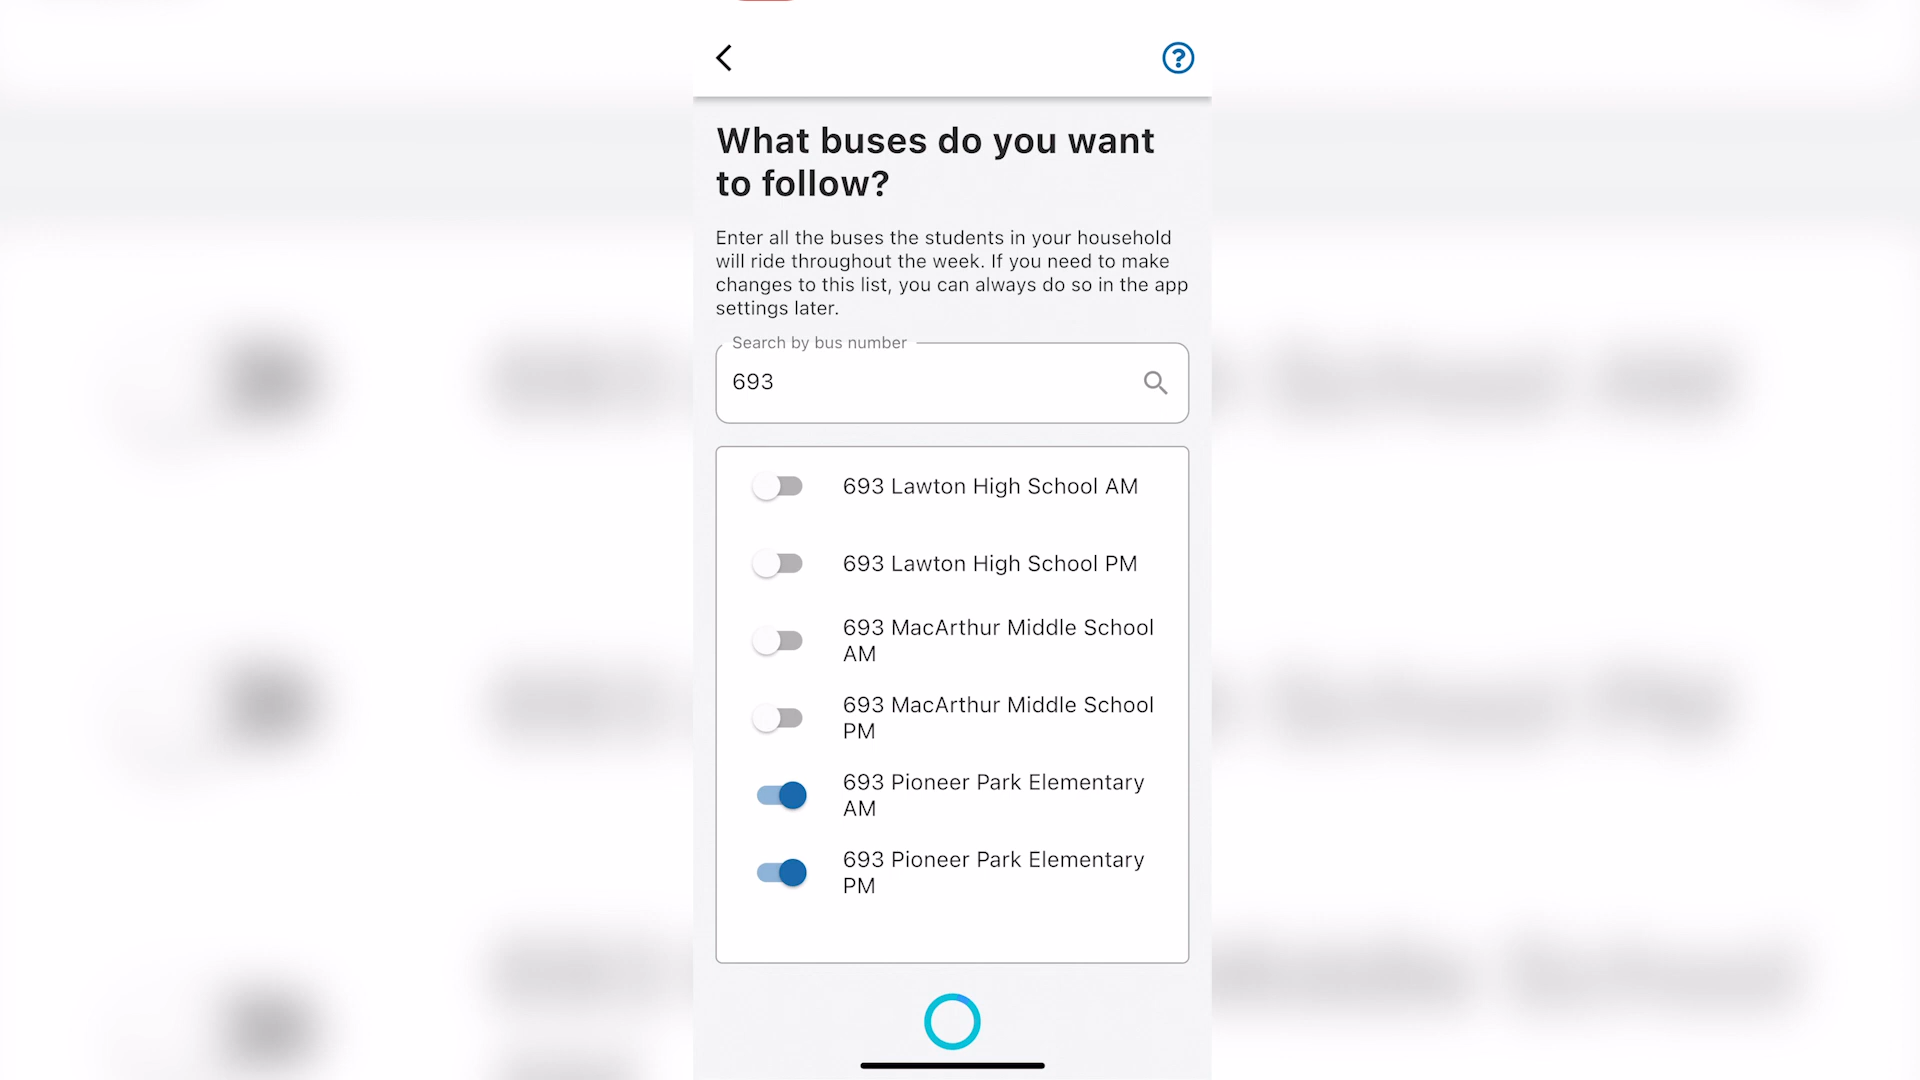 What buses do you want
to follow?
Enter all the buses the students in your household
will ride throughout the week. If you need to make
changes to this list, you can always do so in the app
settings later.
Search by bus number
693
693 Lawton High School AM
693 Lawton High School PM
693 MacArthur Middle School
AM
693 MacArthur Middle School
PM
693 Pioneer Park Elementary
AM
693 Pioneer Park Elementary
PM